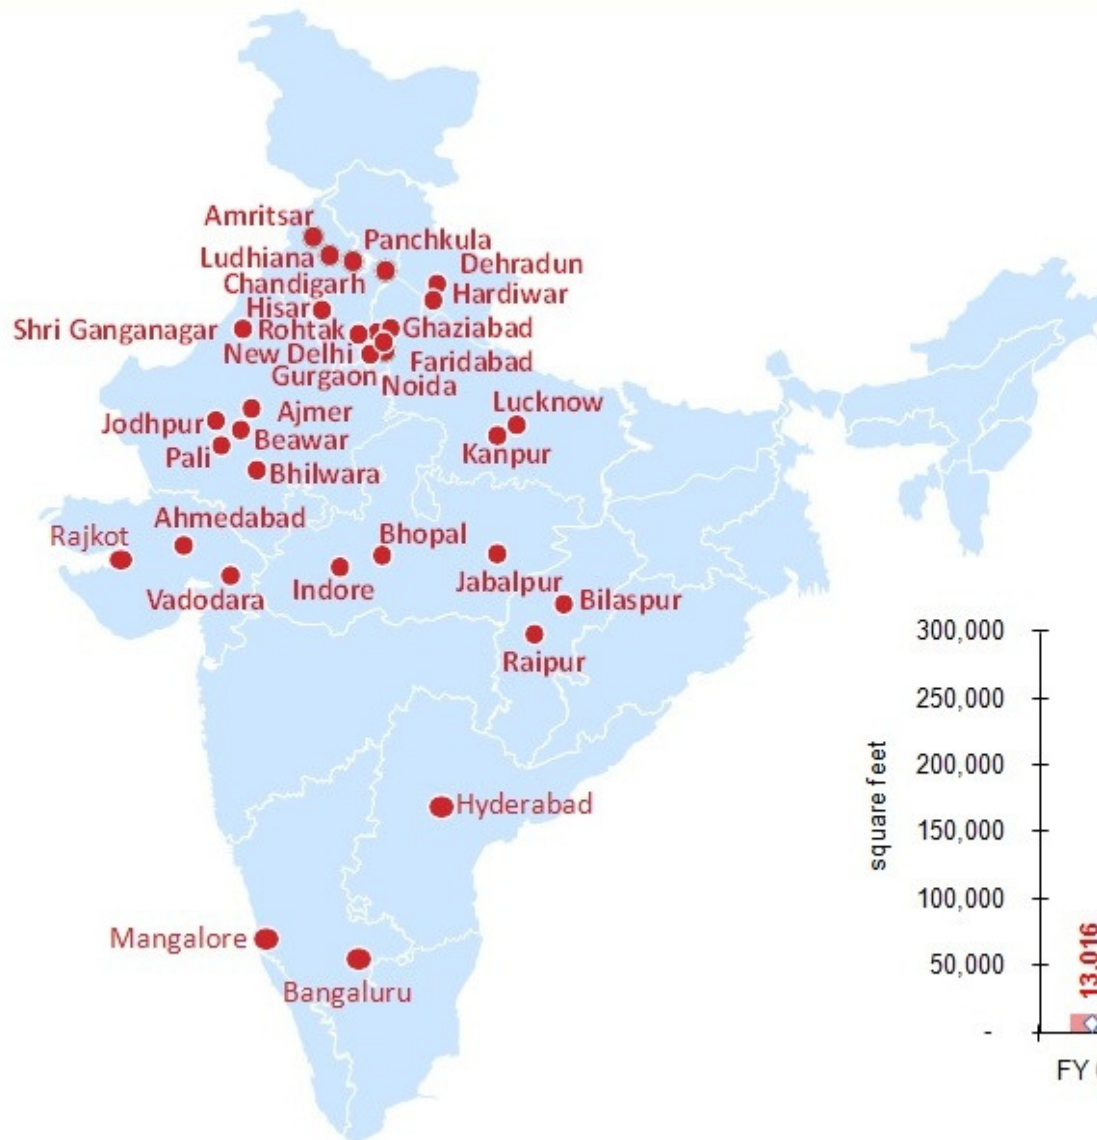 Amritsar
Panchkula
Ludhiana
Dehradun
Chandigarh
Hardiwar
Hisar
Shri Ganganagar
Rohtak
Ghaziabad
New Delhi
Faridabad
Gurgaon
Noida
Lucknow
Ajmer
Jodhpur
Beawar
Kanpur
Pali
Bhilwara
Ahmedabad
Rajkot
Bhopal
Vadodara
Indore
Jabalpur
Bilaspur
Raipur
Hyderabad
Mangalore
Bangaluru
square feet
300,000
250,000
200,000
150,000
100,000
50,000
-
13,016
FY